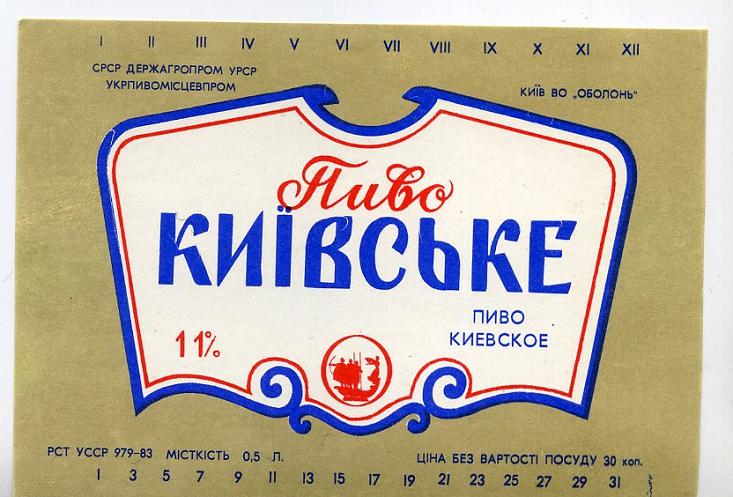 I II III IV V VI VII VIII IX X XI XII
СРСР ДЕРЖАГРОПРОМ УРСР
УКРПИВОМІСЦЕВПРОМ
КИЇВ ВО „ОБОЛОНЬ“
Пиво
КИЇВСЬКЕ
ПИВО
КИЕВСКОЕ
11%
РСТ УССР 979–83 МІСТКІСТЬ 0,5 Л.
ЦІНА БЕЗ ВАРТОСТІ ПОСУДУ 30 коп.
1 3 5 7 9 11 13 15 17 19 21 23 25 27 29 31